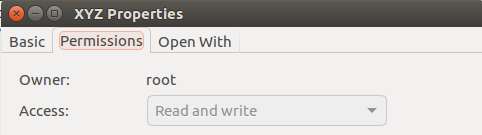 XYZ Properties
Basic Permissions Open With
Owner: root
Access: Read and write